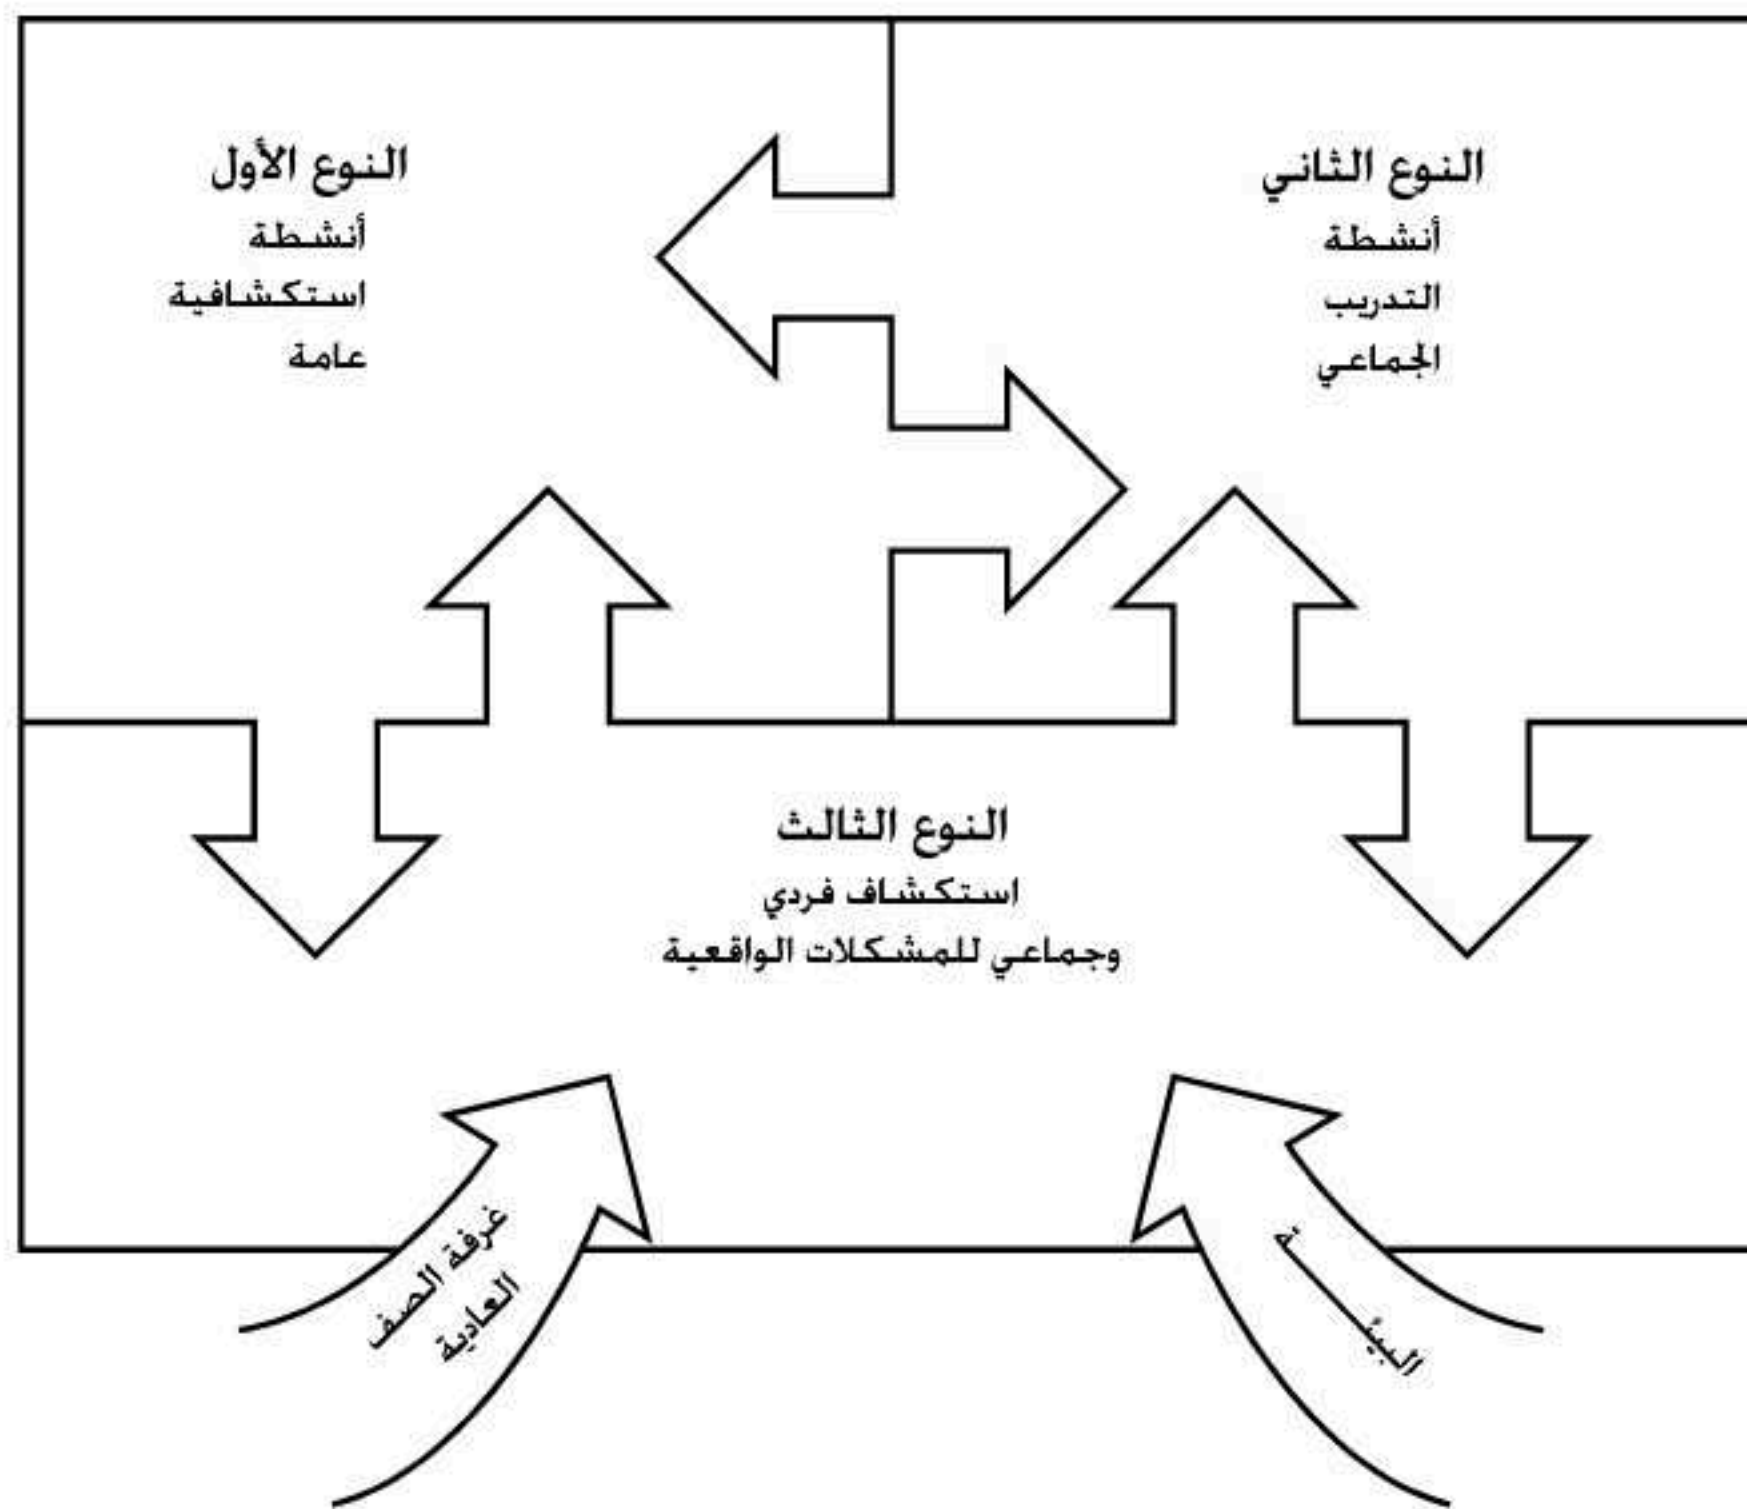 النوع الأول
أنشطة
استكشافية
عامة
النوع الثاني
أنشطة
التدريب
الجماعي
النوع الثالث
استكشاف فردي
وجماعي للمشكلات الواقعية
غرفة الصف
العادية
البيئة